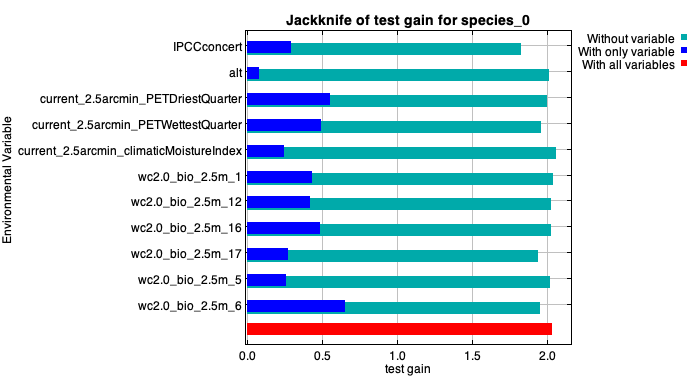 Jackknife of test gain for species_0
Without variable
With only variable
With all variables
Environmental Variable
IPCCconcert
alt
current_2.5arcmin_PETDriestQuarter
current_2.5arcmin_PETWettestQuarter
current_2.5arcmin_climaticMoistureIndex
wc2.0_bio_2.5m_1
wc2.0_bio_2.5m_12
wc2.0_bio_2.5m_16
wc2.0_bio_2.5m_17
wc2.0_bio_2.5m_5
wc2.0_bio_2.5m_6
0.0 0.5 1.0 1.5 2.0
test gain